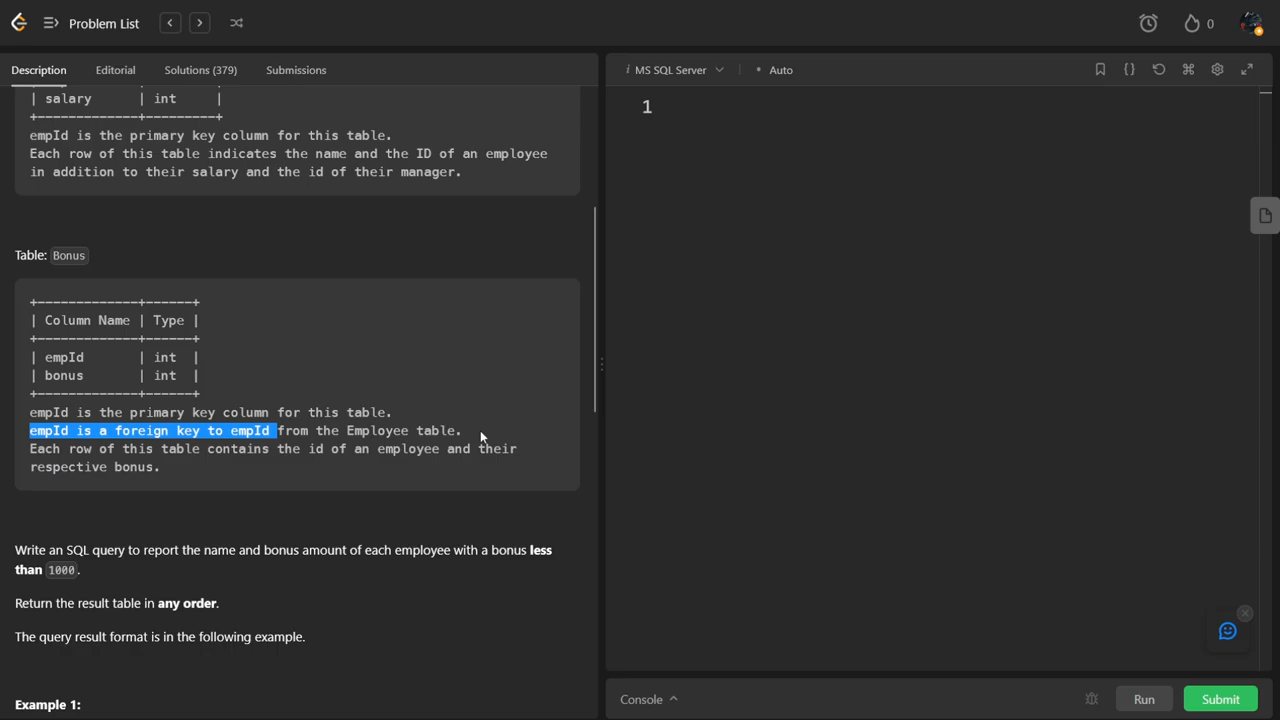 Problem List
0
Description Editorial Solutions (379) Submissions
i MS SQL Server • Auto
| salary | int |
+-------------+---------+
empId is the primary key column for this table.
Each row of this table indicates the name and the ID of an employee
in addition to their salary and the id of their manager.
Table: Bonus
+-------------+------+
| Column Name | Type |
+-------------+------+
| empId | int |
| bonus | int |
+-------------+------+
empId is the primary key column for this table.
empId is a foreign key to empId from the Employee table.
Each row of this table contains the id of an employee and their
respective bonus.
Write an SQL query to report the name and bonus amount of each employee with a bonus less
than 1000.
Return the result table in any order.
The query result format is in the following example.
Example 1:
1
Console Run Submit